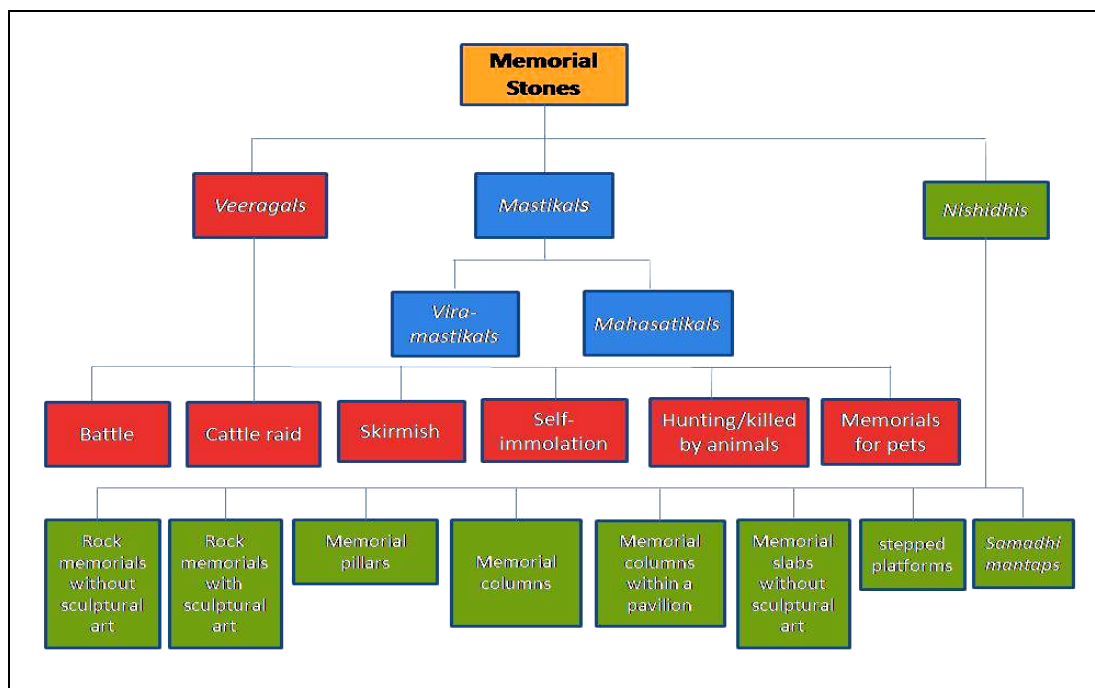 Memorial
Stones
Veeragals
Mastikals
Nishidhis
Vira-
mastikals
Mahasatikals
Battle
Cattle raid
Skirmish
Self-
immolation
Hunting/killed
by animals
Memorials
for pets
Rock
memorials
without
sculptural
art
Rock
memorials
with
sculptural
art
Memorial
pillars
Memorial
columns
Memorial
columns
within a
pavilion
Memorial
slabs
without
sculptural
art
stepped
platforms
Samadhi
mantaps